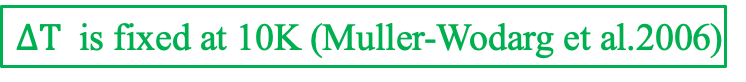 ΔT is fixed at 10K (Muller-Wodarg et al.2006)